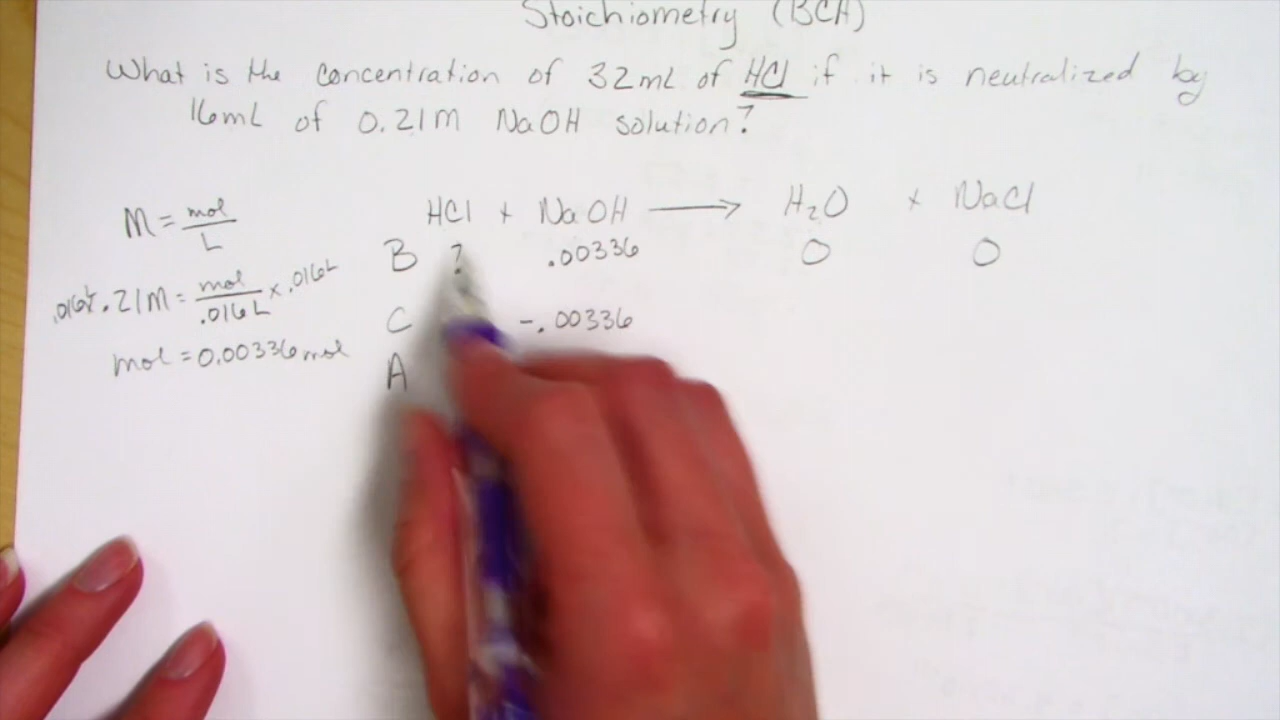 Stoichiometry (BCA)
What is the concentration of 32mL of HCl if it is neutralized by
16mL of 0.21M NaOH solution?
M = mol/L
HCl + NaOH → H₂O + NaCl
B ? .00336 0 0
.016L · .21M = mol/.016L × .016L
C -.00336
mol = 0.00336 mol
A